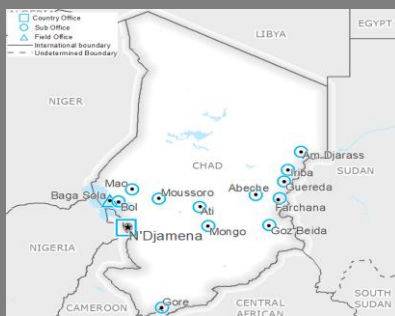 Country Office
Sub Office
Field Office
International boundary
Undetermined Boundary
LIBYA
EGYPT
NIGER
CHAD
Am Djarass
SUDAN
Iriba
Guereda
Mao
Baga Sola
Bol
Moussoro
Abeche
Farchana
Ati
Mongo
Goz Beida
N'Djamena
NIGERIA
Gore
CAMEROON
CENTRAL
AFRICAN
SOUTH
SUDAN